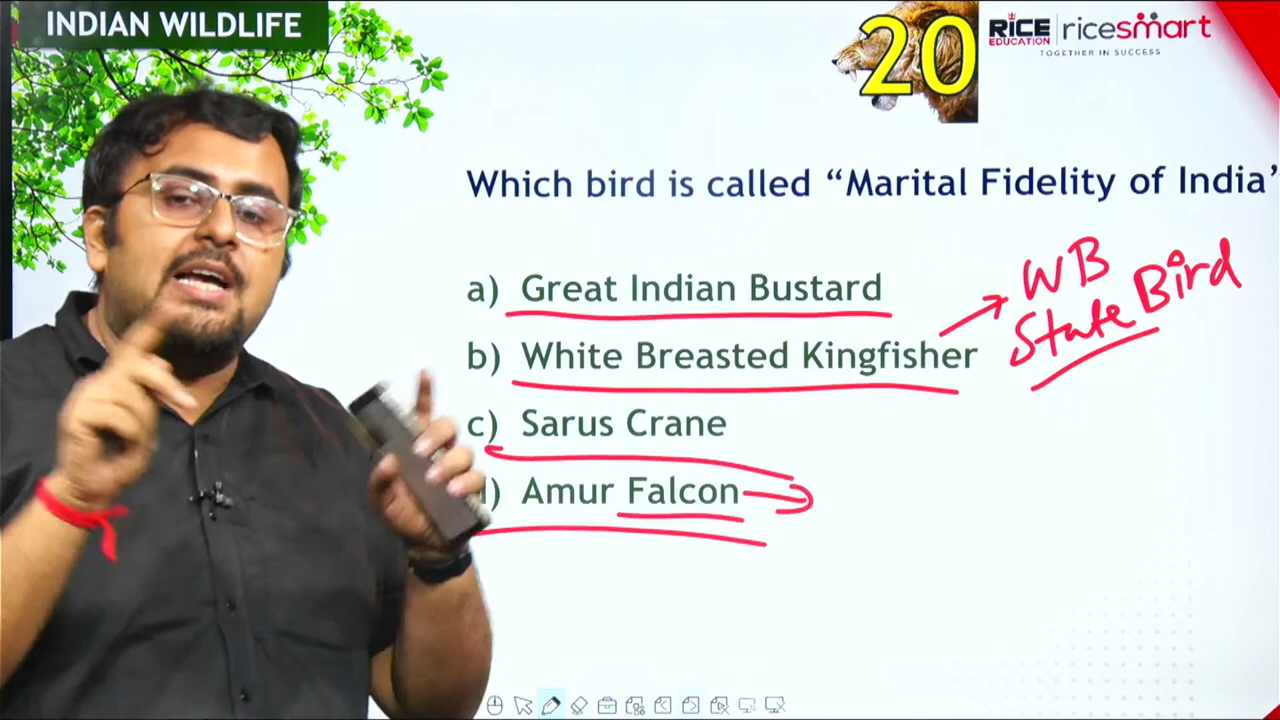 INDIAN WILDLIFE
20
RICE
EDUCATION
ricesmart
TOGETHER IN SUCCESS
Which bird is called “Marital Fidelity of India”
a) Great Indian Bustard
WB
State Bird
b) White Breasted Kingfisher
c) Sarus Crane
d) Amur Falcon